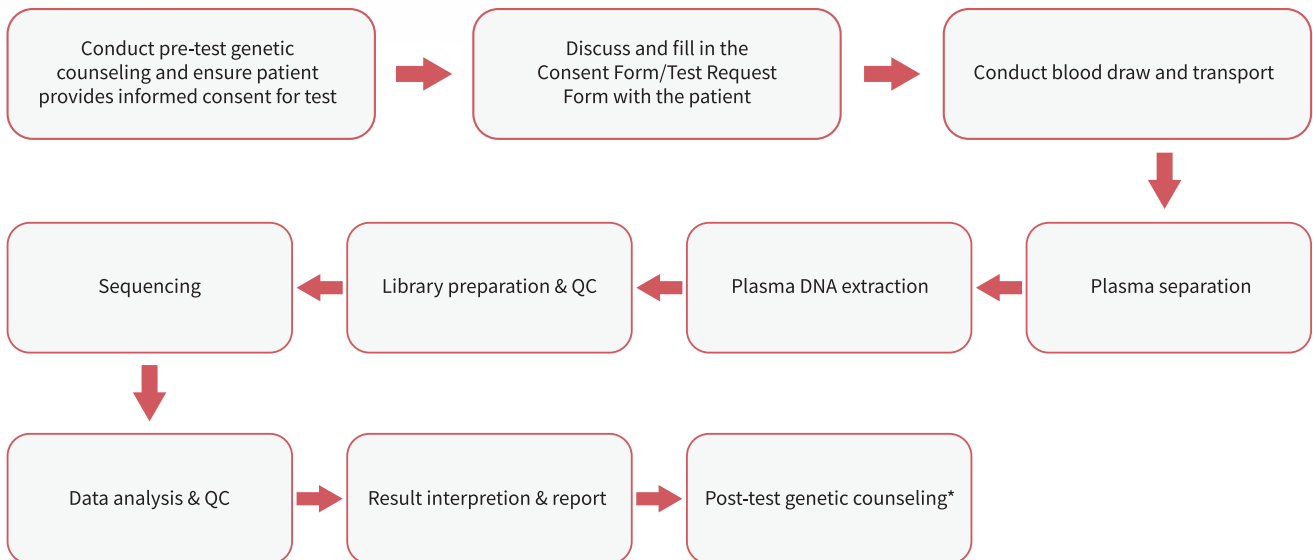 Conduct pre-test genetic
counseling and ensure patient
provides informed consent for test
Discuss and fill in the
Consent Form/Test Request
Form with the patient
Conduct blood draw and transport
Plasma separation
Plasma DNA extraction
Library preparation & QC
Sequencing
Data analysis & QC
Result interpretion & report
Post-test genetic counseling*